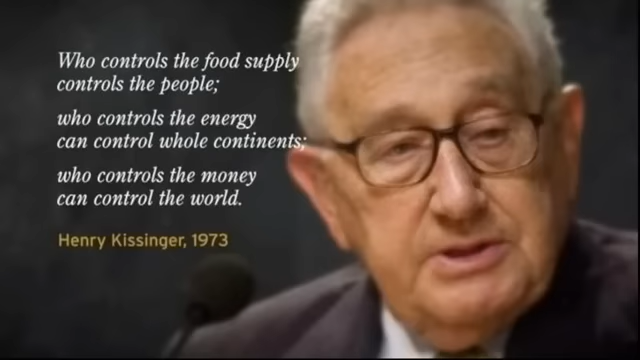 Who controls the food supply
controls the people;
who controls the energy
can control whole continents;
who controls the money
can control the world.
Henry Kissinger, 1973